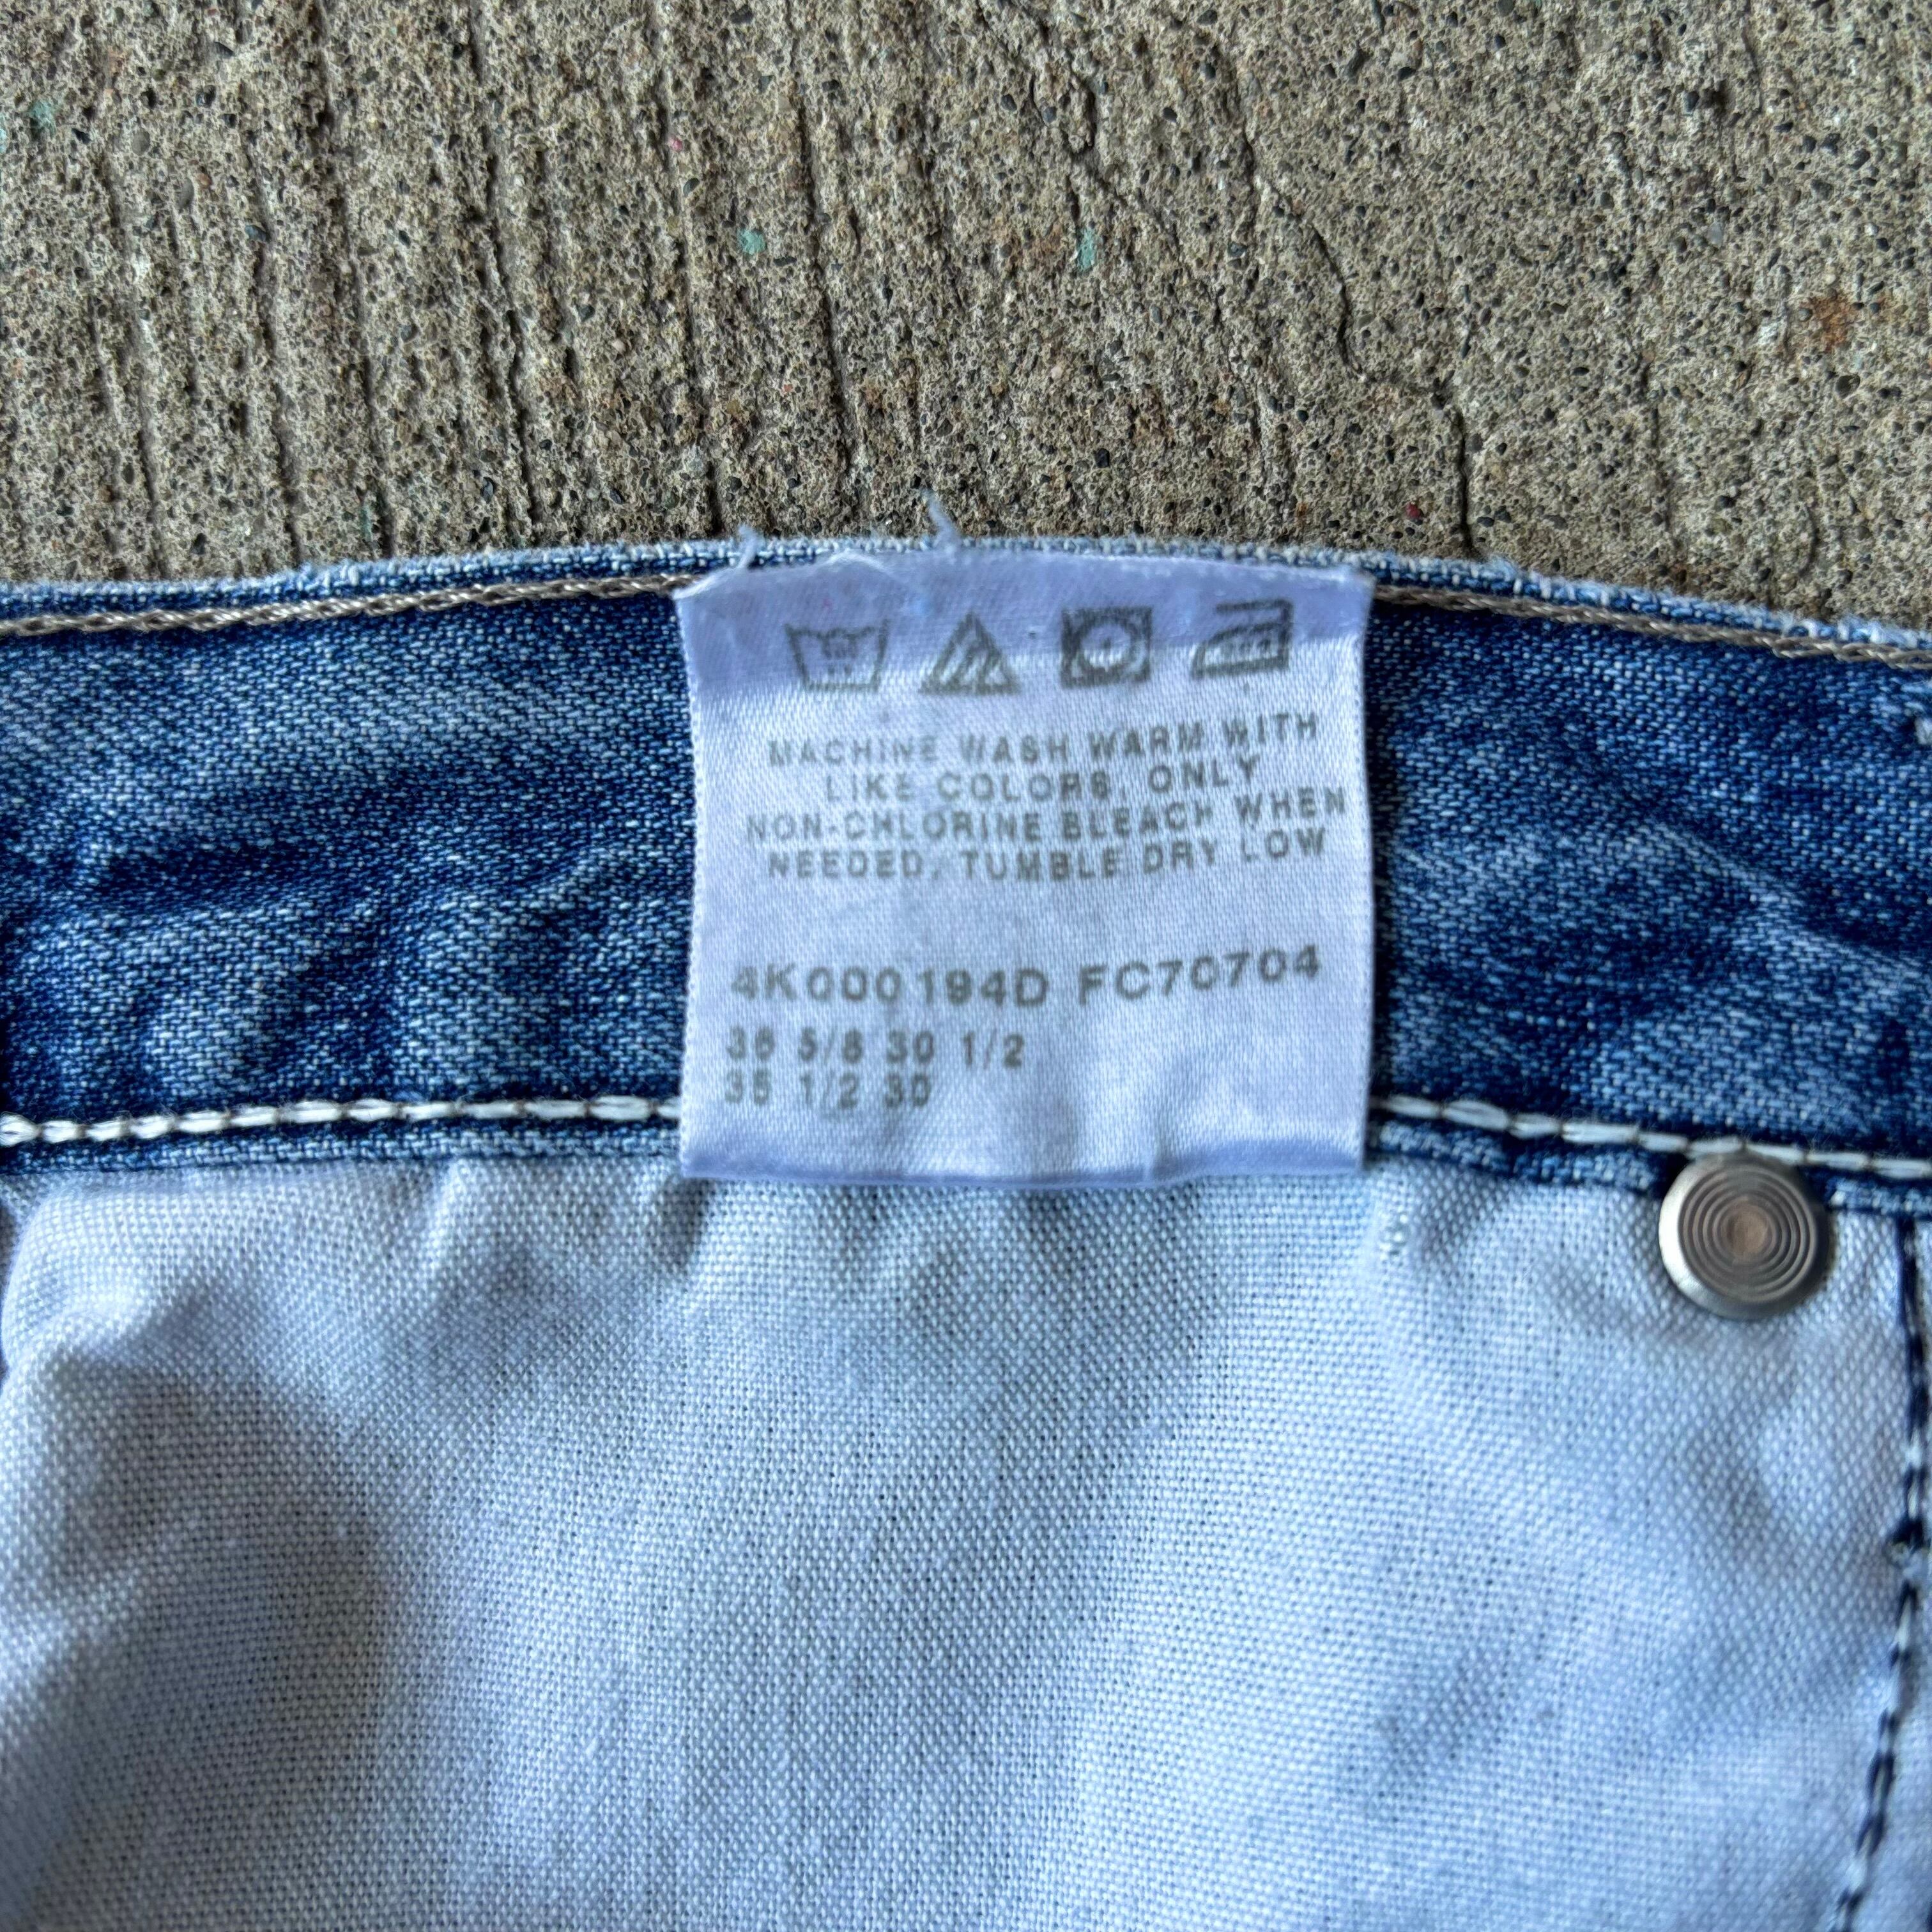 MACHINE WASH WARM WITH
LIKE COLORS, ONLY
NON-CHLORINE BLEACH WHEN
NEEDED, TUMBLE DRY LOW
4K000194D FC70704
36 5/8 30 1/2
35 1/2 30